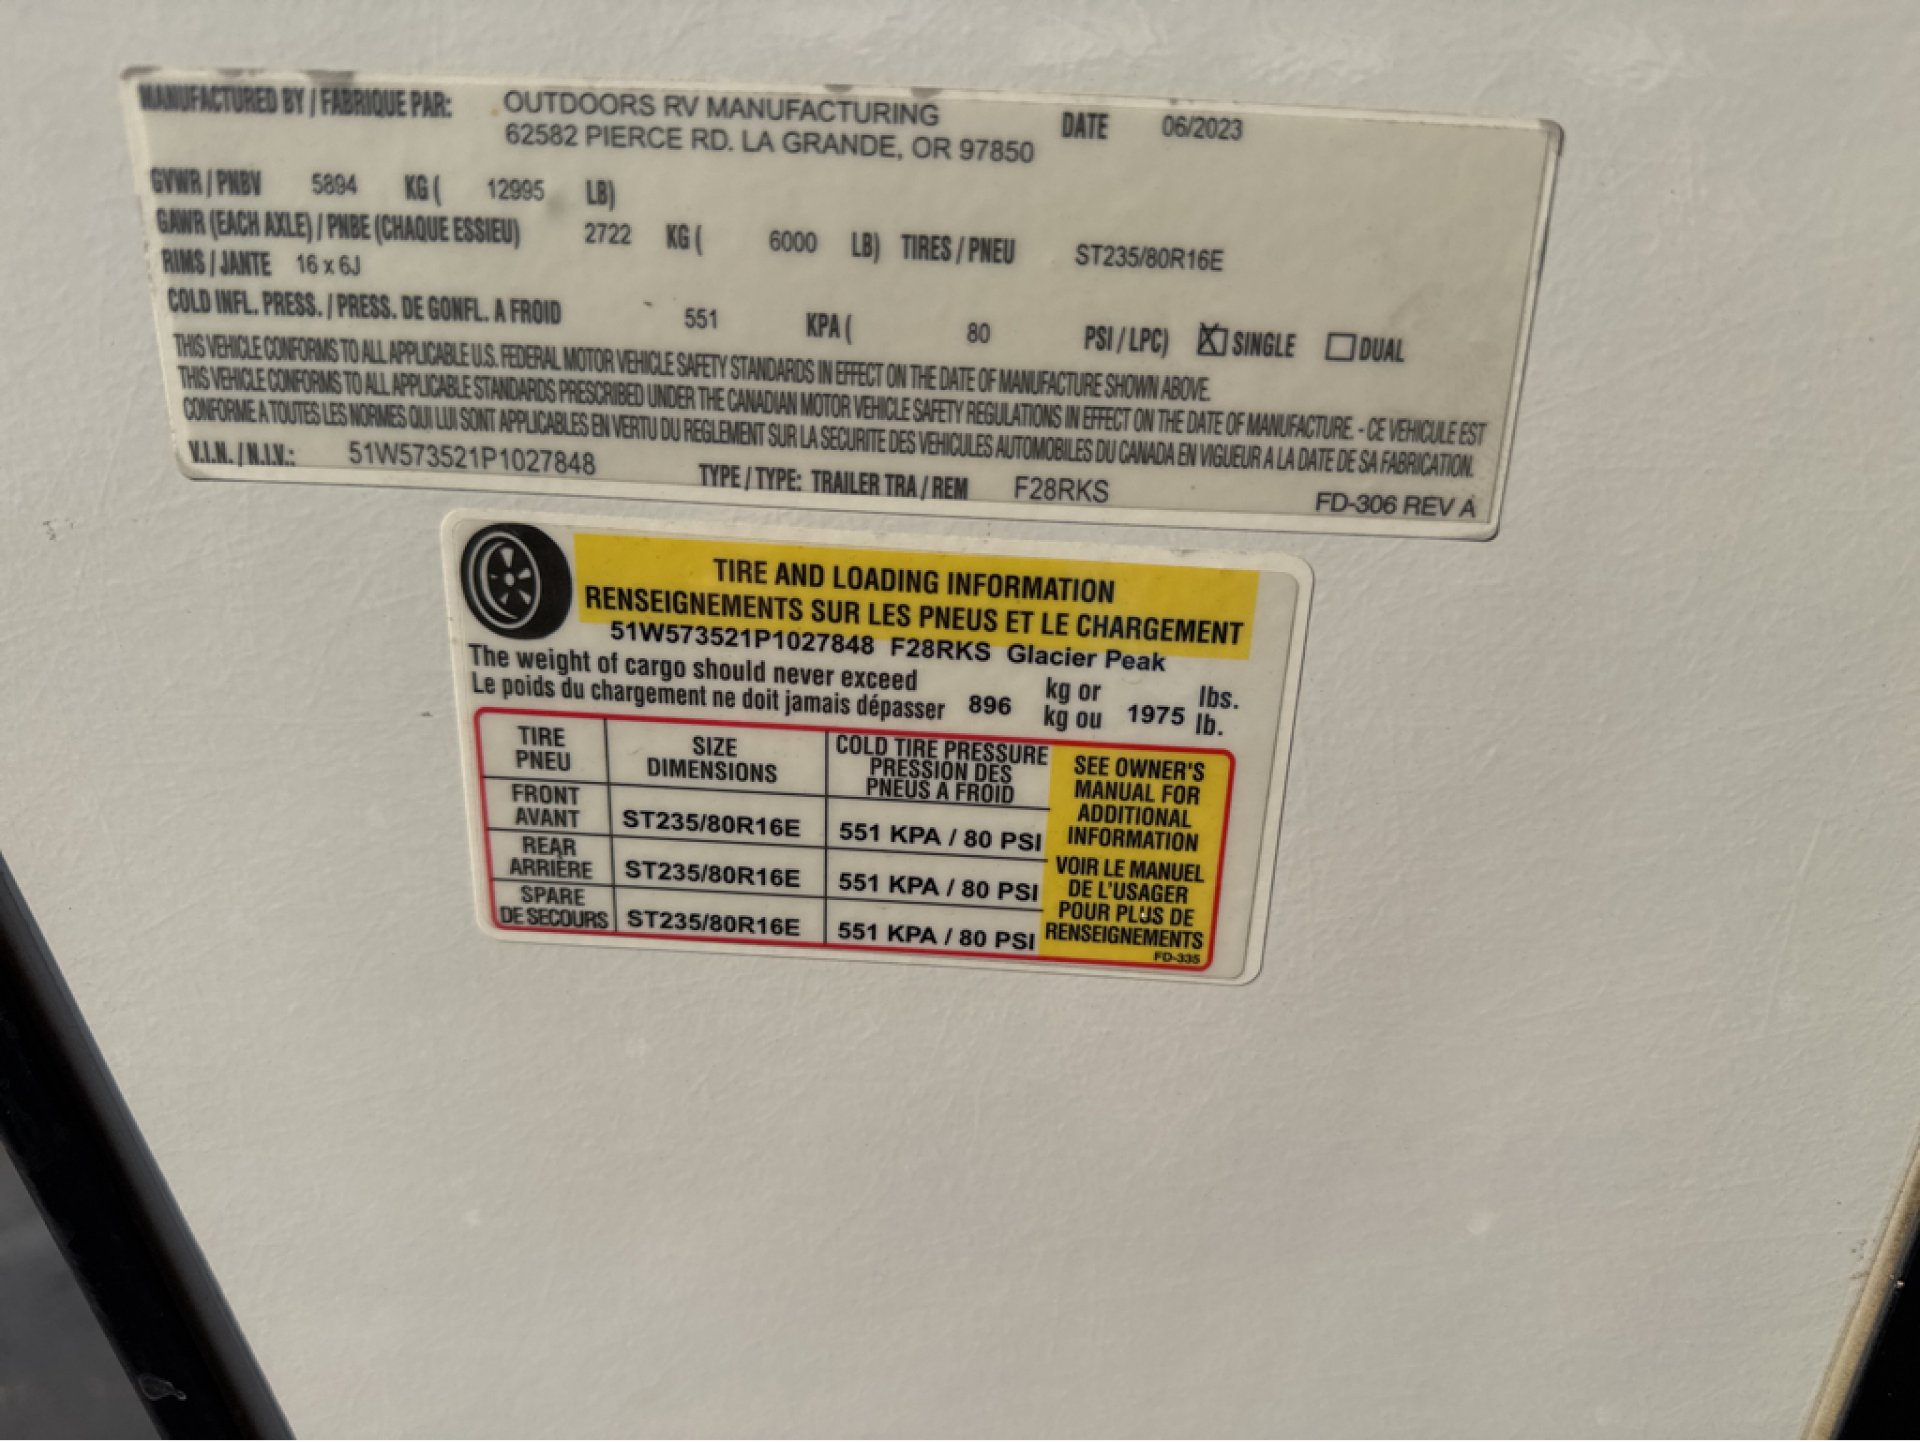 MANUFACTURED BY / FABRIQUE PAR: OUTDOORS RV MANUFACTURING DATE 06/2023
62582 PIERCE RD. LA GRANDE, OR 97850
GVWR / PNBV 5894 KG ( 12995 LB)
GAWR (EACH AXLE) / PNBE (CHAQUE ESSIEU) 2722 KG ( 6000 LB) TIRES / PNEU ST235/80R16E
RIMS / JANTE 16 x 6J
COLD INFL. PRESS. / PRESS. DE GONFL. A FROID 551 KPA ( 80 PSI / LPC) X SINGLE DUAL
THIS VEHICLE CONFORMS TO ALL APPLICABLE U.S. FEDERAL MOTOR VEHICLE SAFETY STANDARDS IN EFFECT ON THE DATE OF MANUFACTURE SHOWN ABOVE.
THIS VEHICLE CONFORMS TO ALL APPLICABLE STANDARDS PRESCRIBED UNDER THE CANADIAN MOTOR VEHICLE SAFETY REGULATIONS IN EFFECT ON THE DATE OF MANUFACTURE. - CE VEHICULE EST
CONFORME A TOUTES LES NORMES QUI LUI SONT APPLICABLES EN VERTU DU REGLEMENT SUR LA SECURITE DES VEHICULES AUTOMOBILES DU CANADA EN VIGUEUR A LA DATE DE SA FABRICATION.
V.I.N. / N.I.V.: 51W573521P1027848 TYPE / TYPE: TRAILER TRA / REM F28RKS FD-306 REV A
TIRE AND LOADING INFORMATION
RENSEIGNEMENTS SUR LES PNEUS ET LE CHARGEMENT
51W573521P1027848 F28RKS Glacier Peak
The weight of cargo should never exceed 896 kg or 1975 lbs.
Le poids du chargement ne doit jamais dépasser kg ou lb.
TIRE
PNEU
SIZE
DIMENSIONS
COLD TIRE PRESSURE
PRESSION DES
PNEUS A FROID
FRONT
AVANT
ST235/80R16E
551 KPA / 80 PSI
REAR
ARRIÈRE
ST235/80R16E
551 KPA / 80 PSI
SPARE
DE SECOURS
ST235/80R16E
551 KPA / 80 PSI
SEE OWNER'S
MANUAL FOR
ADDITIONAL
INFORMATION
VOIR LE MANUEL
DE L'USAGER
POUR PLUS DE
RENSEIGNEMENTS
FD-335